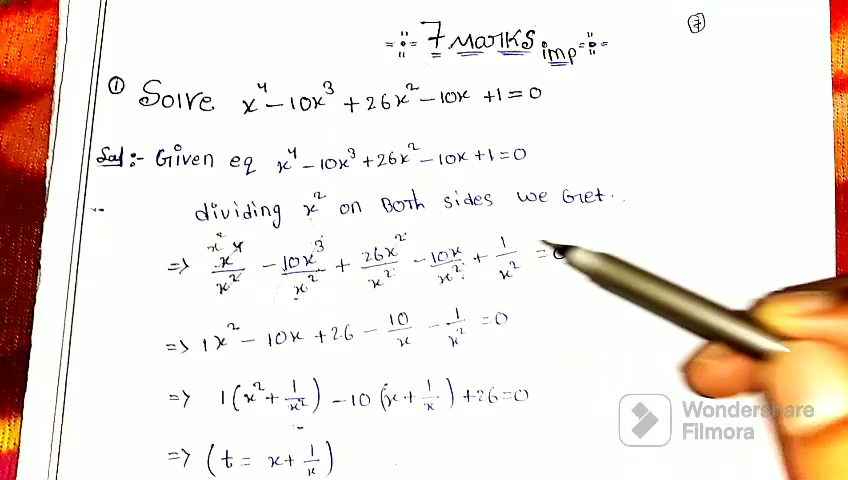 7 Marks imp
7
① Solve x⁴ - 10x³ + 26x² - 10x + 1 = 0
Sol :- Given eq x⁴ - 10x³ + 26x² - 10x + 1 = 0
dividing x² on Both sides we Get.
=> x⁴/x² - 10x³/x² + 26x²/x² - 10x/x² + 1/x² = 0
=> 1x² - 10x + 26 - 10/x - 1/x² = 0
=> 1(x² + 1/x²) - 10(x + 1/x) + 26 = 0
=> (t = x + 1/x)
Wondershare
Filmora